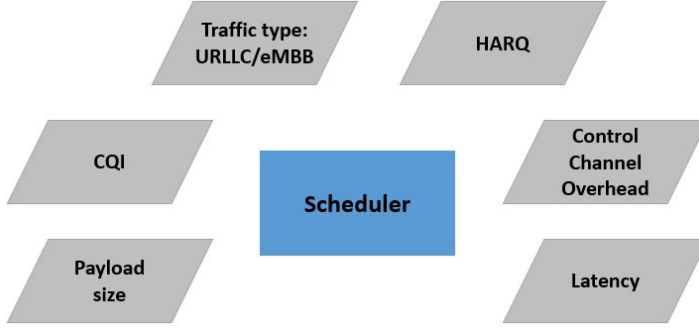 Traffic type:
URLLC/eMBB
HARQ
CQI
Control
Channel
Overhead
Scheduler
Payload
size
Latency